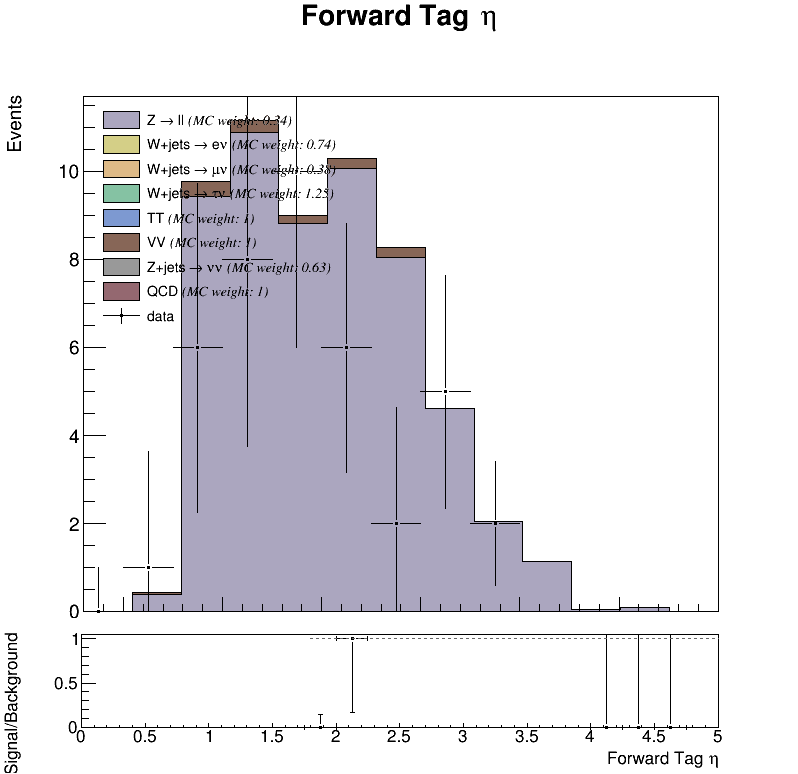 Forward Tag η
Events
Z → ll (MC weight: 0.34)
W+jets → eν (MC weight: 0.74)
W+jets → μν (MC weight: 0.38)
W+jets → τν (MC weight: 1.25)
TT (MC weight: 1)
VV (MC weight: 1)
Z+jets → νν (MC weight: 0.63)
QCD (MC weight: 1)
data
10
8
6
4
2
0
Signal/Background
1
0.5
0
0 0.5 1 1.5 2 2.5 3 3.5 4 4.5 5
Forward Tag η